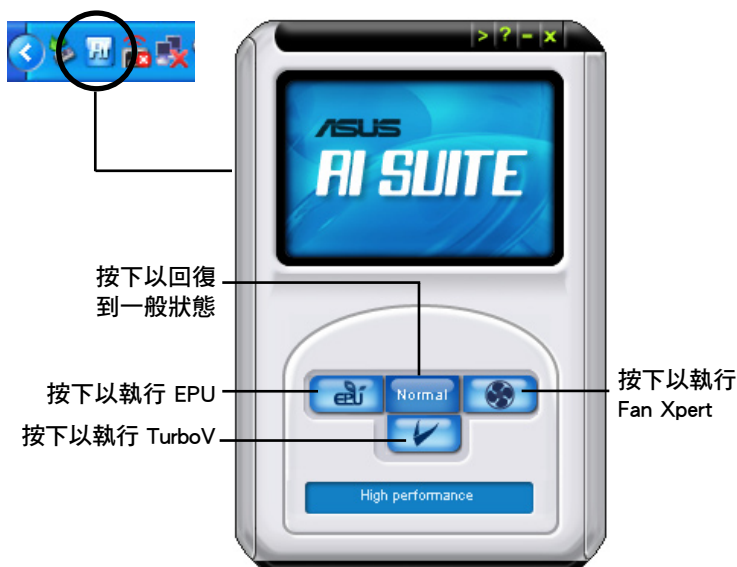 > ? - x
ASUS
AI SUITE
按下以回復
到一般狀態
按下以執行 EPU
EPU
Normal
按下以執行
Fan Xpert
按下以執行 TurboV
High performance